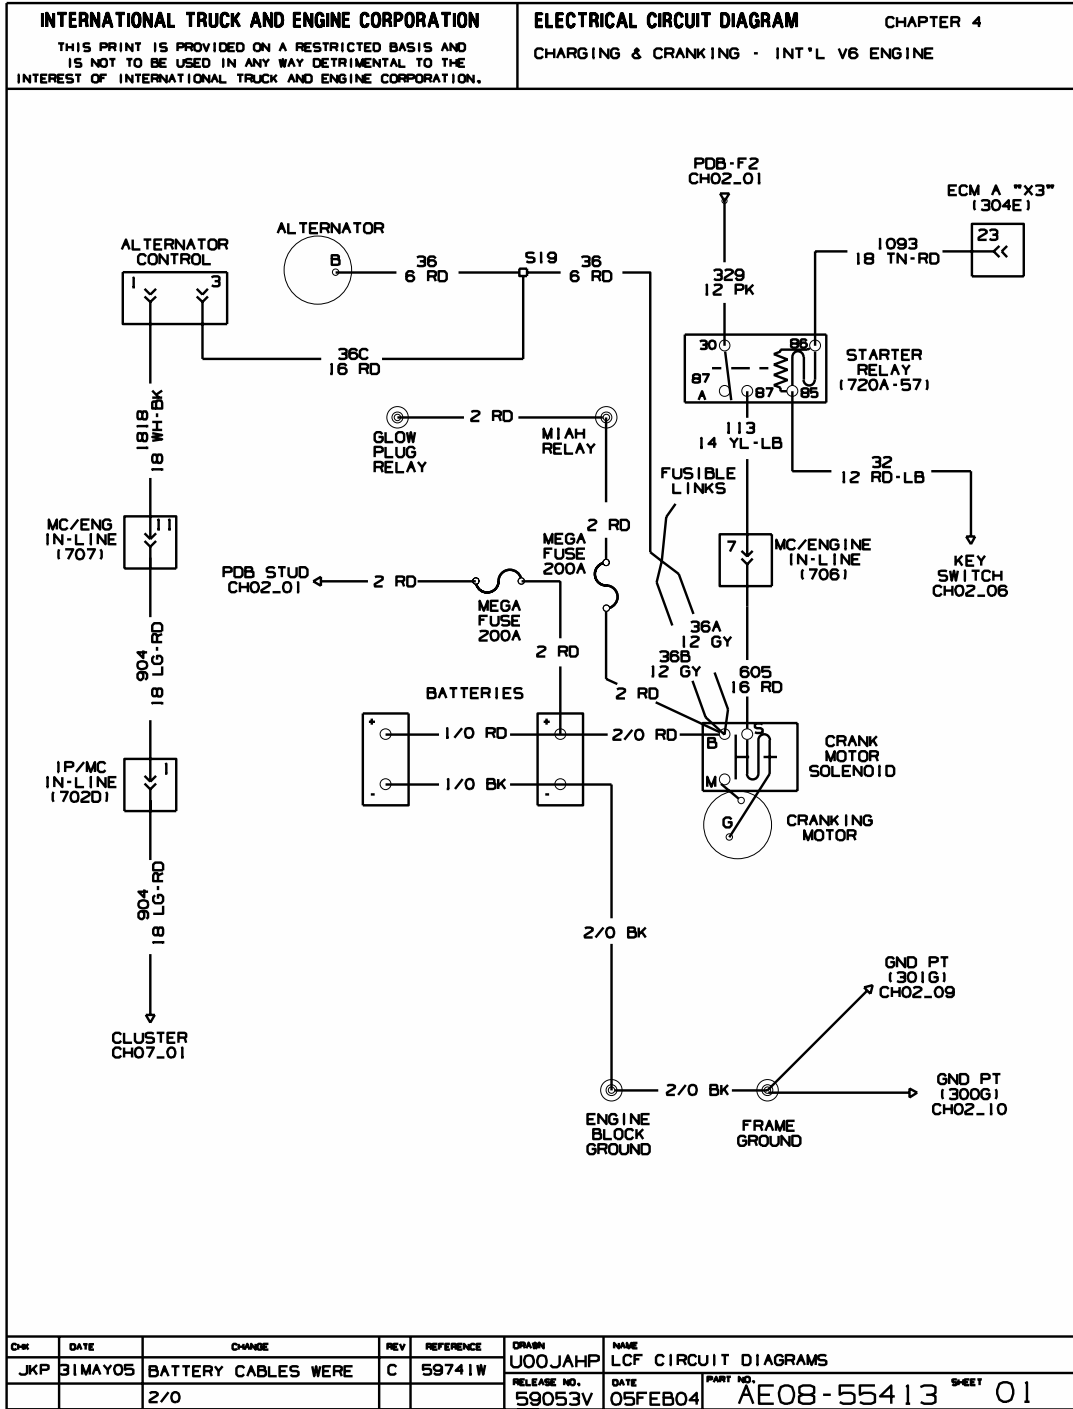 INTERNATIONAL TRUCK AND ENGINE CORPORATION
THIS PRINT IS PROVIDED ON A RESTRICTED BASIS AND
IS NOT TO BE USED IN ANY WAY DETRIMENTAL TO THE
INTEREST OF INTERNATIONAL TRUCK AND ENGINE CORPORATION.
ELECTRICAL CIRCUIT DIAGRAM CHAPTER 4
CHARGING & CRANKING - INT'L V6 ENGINE
PDB-F2
CH02_01
ECM A "X3"
(304E)
23
1093
18 TN-RD
ALTERNATOR
B
ALTERNATOR
CONTROL
1 3
36
6 RD
S19
36
6 RD
329
12 PK
36C
16 RD
30 86
87
A
87 85
STARTER
RELAY
(720A-57)
1818
18 WH-BK
2 RD
GLOW
PLUG
RELAY
MIAH
RELAY
113
14 YL-LB
32
12 RD-LB
FUSIBLE
LINKS
MC/ENG
IN-LINE
(707)
11
2 RD
MEGA
FUSE
200A
7
MC/ENGINE
IN-LINE
(706)
KEY
SWITCH
CH02_06
PDB STUD
CH02_01
2 RD
MEGA
FUSE
200A
2 RD
36A
12 GY
36B
12 GY
904
18 LG-RD
605
16 RD
2 RD
BATTERIES
+
-
+
-
1/0 RD
2/0 RD
1/0 BK
B S
M
G
CRANK
MOTOR
SOLENOID
CRANKING
MOTOR
IP/MC
IN-LINE
(702D)
1
904
18 LG-RD
2/0 BK
GND PT
(301G)
CH02_09
CLUSTER
CH07_01
2/0 BK
GND PT
(300G)
CH02_10
ENGINE
BLOCK
GROUND
FRAME
GROUND
CHK DATE CHANGE REV REFERENCE DRAWN NAME
JKP 31MAY05 BATTERY CABLES WERE C 59741W U00JAHP LCF CIRCUIT DIAGRAMS
2/0
RELEASE NO. DATE PART NO. SHEET
59053V 05FEB04 AE08-55413 01